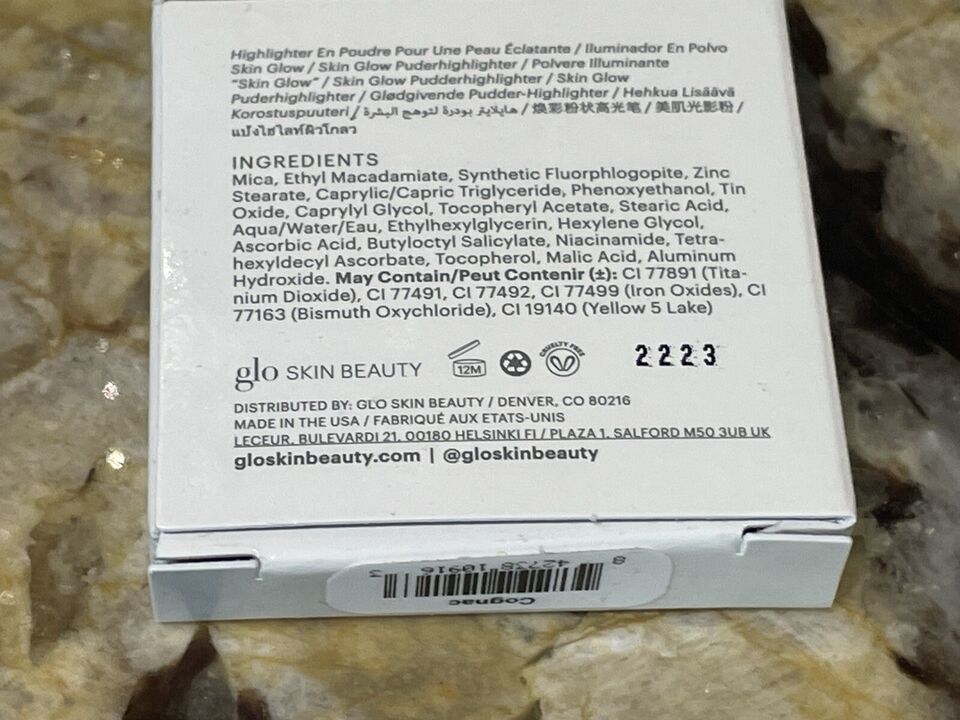 Highlighter En Poudre Pour Une Peau Éclatante / Iluminador En Polvo
Skin Glow / Skin Glow Puderhighlighter / Polvere Illuminante
“Skin Glow” / Skin Glow Pudderhighlighter / Skin Glow
Puderhighlighter / Glødgivende Pudder-Highlighter / Hehkua Lisäävä
Korostuspuuteri / هايلايتر بودرة لتوهج البشرة / 焕彩粉状高光笔 / 美肌光影粉 /
แป้งไฮไลท์ผิวโกลว
INGREDIENTS
Mica, Ethyl Macadamiate, Synthetic Fluorphlogopite, Zinc
Stearate, Caprylic/Capric Triglyceride, Phenoxyethanol, Tin
Oxide, Caprylyl Glycol, Tocopheryl Acetate, Stearic Acid,
Aqua/Water/Eau, Ethylhexylglycerin, Hexylene Glycol,
Ascorbic Acid, Butyloctyl Salicylate, Niacinamide, Tetra-
hexyldecyl Ascorbate, Tocopherol, Malic Acid, Aluminum
Hydroxide. May Contain/Peut Contenir (±): CI 77891 (Tita-
nium Dioxide), CI 77491, CI 77492, CI 77499 (Iron Oxides), CI
77163 (Bismuth Oxychloride), CI 19140 (Yellow 5 Lake)
glo SKIN BEAUTY 12M CRUELTY FREE 2223
DISTRIBUTED BY: GLO SKIN BEAUTY / DENVER, CO 80216
MADE IN THE USA / FABRIQUÉ AUX ETATS-UNIS
LECEUR, BULEVARDI 21, 00180 HELSINKI FI / PLAZA 1, SALFORD M50 3UB UK
gloskinbeauty.com | @gloskinbeauty
8 42738 10916 3
Cognac